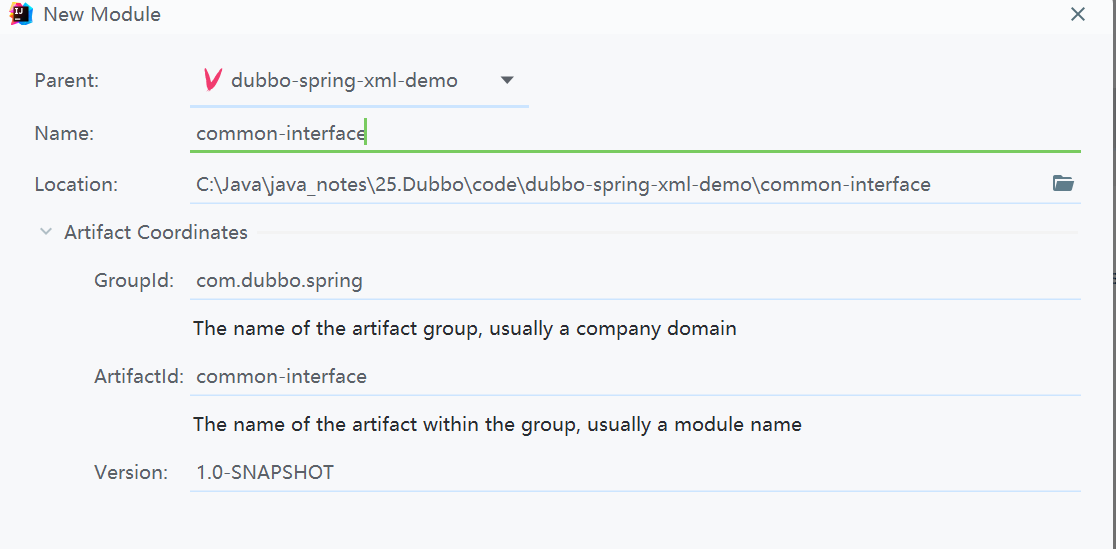 New Module
Parent: dubbo-spring-xml-demo
Name: common-interface
Location: C:\Java\java_notes\25.Dubbo\code\dubbo-spring-xml-demo\common-interface
Artifact Coordinates
GroupId: com.dubbo.spring
The name of the artifact group, usually a company domain
ArtifactId: common-interface
The name of the artifact within the group, usually a module name
Version: 1.0-SNAPSHOT